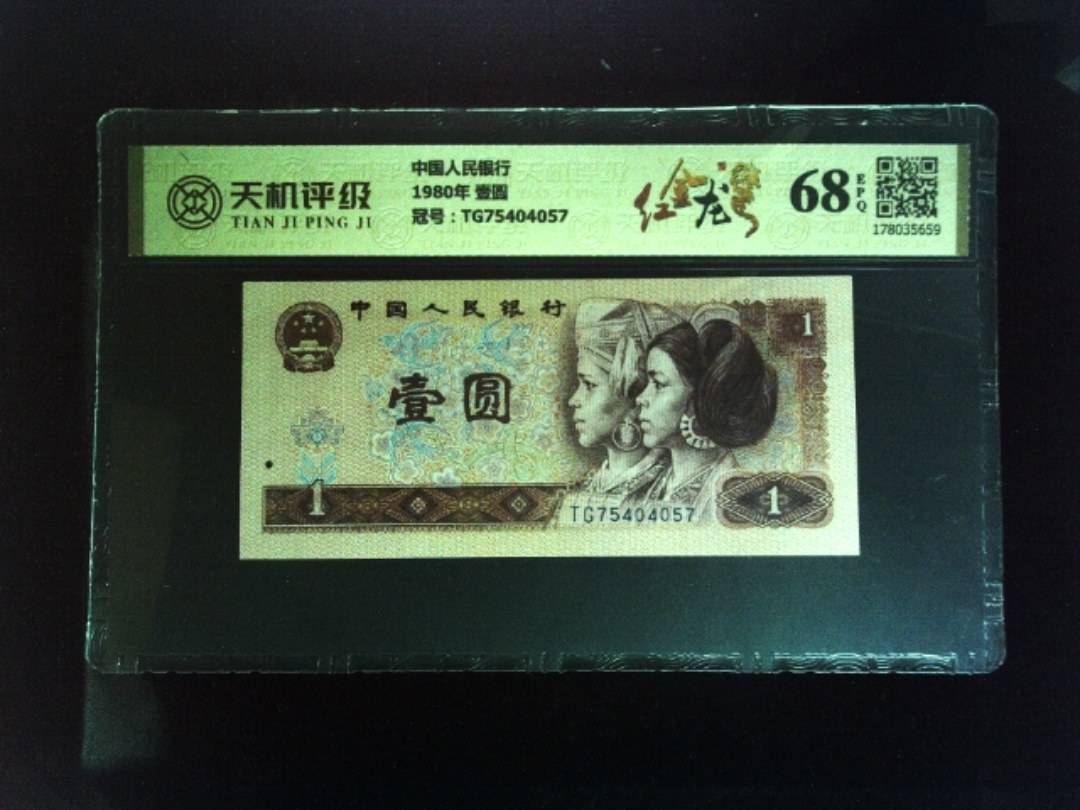 天机评级
TIAN JI PING JI
中国人民银行
1980年 壹圆
冠号：TG75404057
红金龙
68
EPQ
178035659
中国人民银行
1
壹圆
1
TG75404057
1